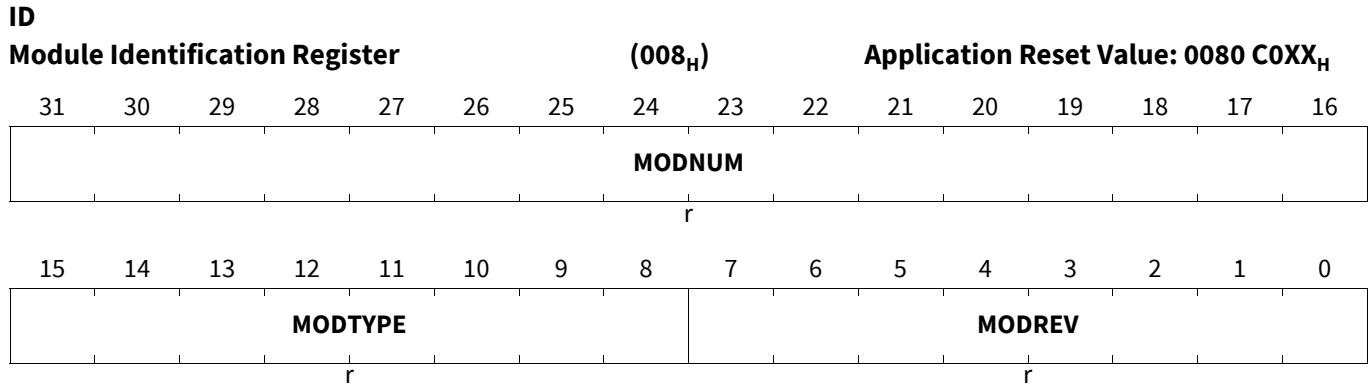 ID
Module Identification Register (008H) Application Reset Value: 0080 C0XXH
31 30 29 28 27 26 25 24 23 22 21 20 19 18 17 16
MODNUM
r
15 14 13 12 11 10 9 8 7 6 5 4 3 2 1 0
MODTYPE MODREV
r r